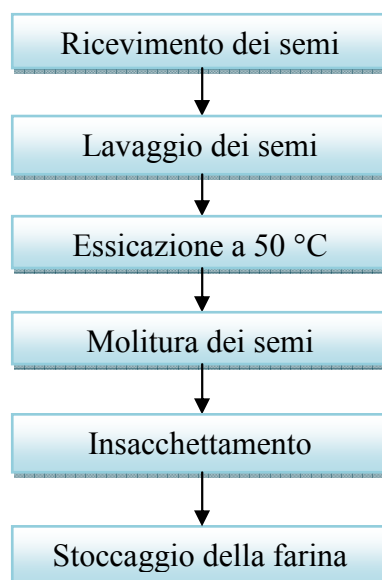 Ricevimento dei semi
Lavaggio dei semi
Essicazione a 50 °C
Molitura dei semi
Insacchettamento
Stoccaggio della farina